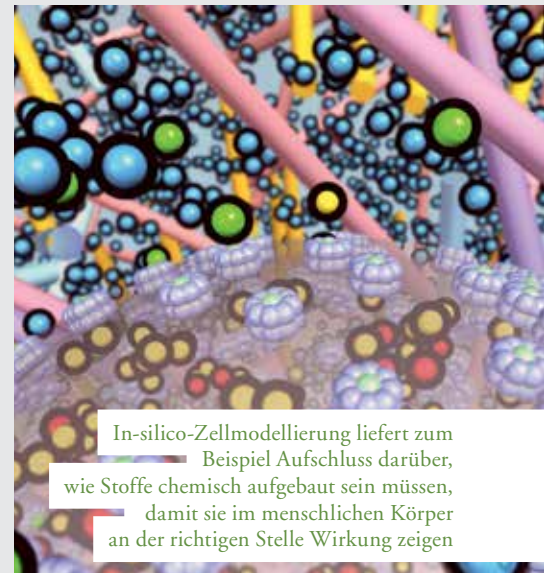 In-silico-Zellmodellierung liefert zum
Beispiel Aufschluss darüber,
wie Stoffe chemisch aufgebaut sein müssen,
damit sie im menschlichen Körper
an der richtigen Stelle Wirkung zeigen